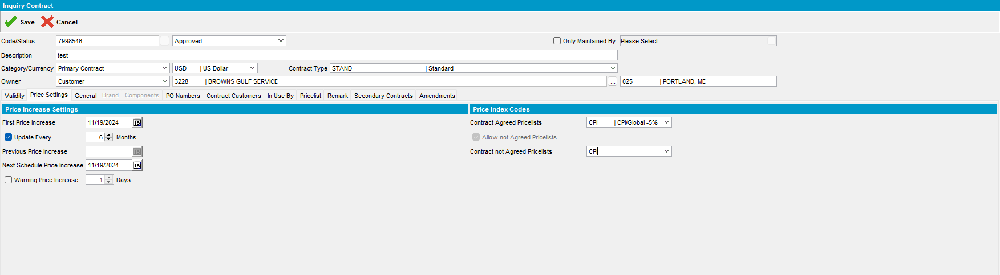 Inquiry Contract
Save Cancel
Code/Status 7998546 ... Approved Only Maintained By Please Select... ...
Description test
Category/Currency Primary Contract USD | US Dollar Contract Type STAND | Standard
Owner Customer 3228 | BROWNS GULF SERVICE ... 025 | PORTLAND, ME
Validity Price Settings General Brand Components PO Numbers Contract Customers In Use By Pricelist Remark Secondary Contracts Amendments
Price Increase Settings
First Price Increase 11/19/2024 16
Update Every 6 Months
Previous Price Increase 16
Next Schedule Price Increase 11/19/2024 16
Warning Price Increase 1 Days
Price Index Codes
Contract Agreed Pricelists CPI | CPI/Global -5%
Allow not Agreed Pricelists
Contract not Agreed Pricelists CPI